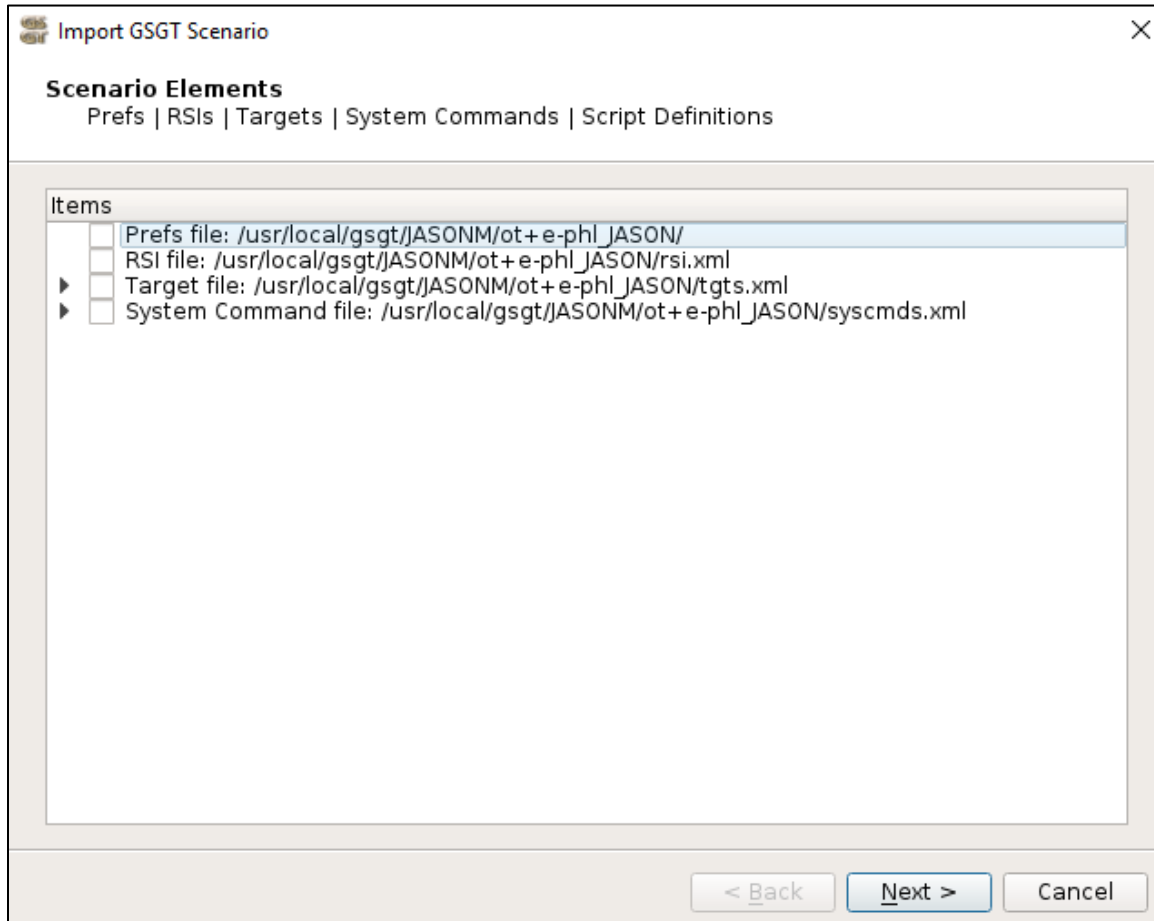 Import GSGT Scenario
Scenario Elements
Prefs | RSIs | Targets | System Commands | Script Definitions
Items
Prefs file: /usr/local/gsgt/JASONM/ot+e-phl_JASON/
RSI file: /usr/local/gsgt/JASONM/ot+e-phl_JASON/rsi.xml
Target file: /usr/local/gsgt/JASONM/ot+e-phl_JASON/tgts.xml
System Command file: /usr/local/gsgt/JASONM/ot+e-phl_JASON/syscmds.xml
< Back Next > Cancel